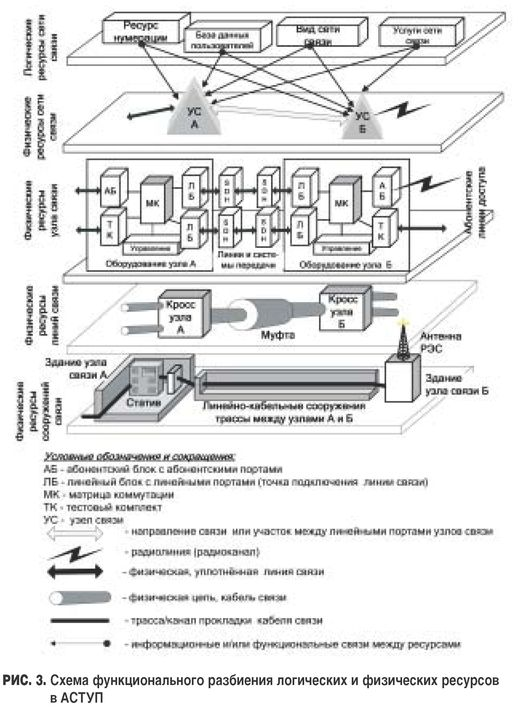 Логические
ресурсы сети
связи
Ресурс
нумерации
База данных
пользователей
Вид сети
связи
Услуги сети
связи
Физические
ресурсы сети
связи
УС
А
УС
Б
Физические
ресурсы
узла связи
АБ
ТК
МК
ЛБ
ЛБ
Управление
Оборудование узла А
SDH
SDH
SDH
SDH
Линии и систе-
мы передачи
ЛБ
ЛБ
МК
АБ
ТК
Управление
Оборудование узла Б
Абонентские
линии доступа
Физические
ресурсы
линий связи
Кросс
узла
А
Муфта
Кросс
узла
Б
Антенна
РЭС
Физические
ресурсы
сооружений
связи
Здание узла
связи А
Статив
Линейно-кабельные сооружения
трассы между узлами А и Б
Здание
узла связи Б
Условные обозначения и сокращения:
АБ - абонентский блок с абонентскими портами
ЛБ - линейный блок с линейными портами (точка подключения линии связи)
МК - матрица коммутации
ТК - тестовый комплект
УС - узел связи
- направление связи или участок между линейными портами узлов связи
- радиолиния (радиоканал)
- физическая, уплотнённая линия связи
- физическая цепь, кабель связи
- трасса/канал прокладки кабеля связи
- информационные и/или функциональные связи между ресурсами
РИС. 3. Схема функционального разбиения логических и физических ресурсов
в АСТУП